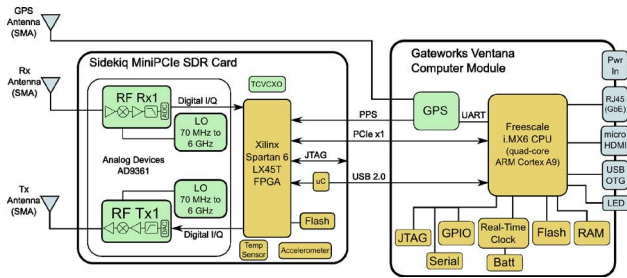 GPS
Antenna
(SMA)
Rx
Antenna
(SMA)
Tx
Antenna
(SMA)
Sidekiq MiniPCIe SDR Card
RF Rx1
ADC
Digital I/Q
LO
70 MHz to
6 GHz
Analog Devices
AD9361
LO
70 MHz to
6 GHz
RF Tx1
DAC
Digital I/Q
TCVCXO
Xilinx
Spartan 6
LX45T
FPGA
Temp
Sensor
Accelerometer
Flash
uC
PPS
PCIe x1
JTAG
USB 2.0
Gateworks Ventana
Computer Module
GPS
UART
Freescale
i.MX6 CPU
(quad-core
ARM Cortex A9)
JTAG
Serial
GPIO
Real-Time
Clock
Batt
Flash
RAM
Pwr
In
RJ45
(GbE)
micro
HDMI
USB
OTG
LED